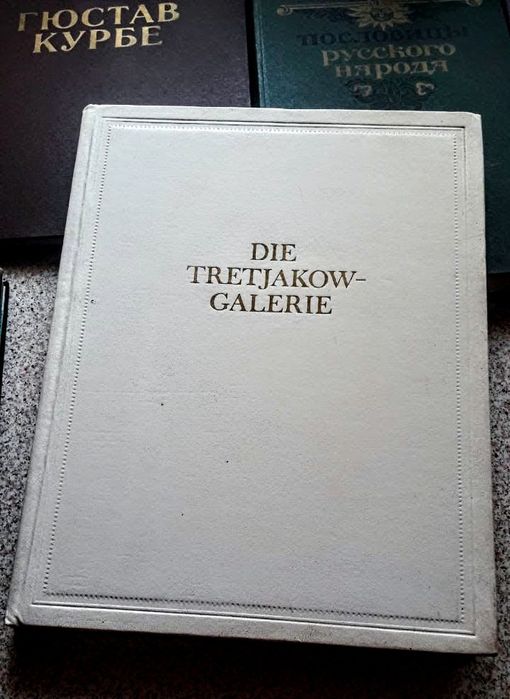 ГЮСТАВ
КУРБЕ
ПОСЛОВИЦЫ
русского
народа
DIE
TRETJAKOW-
GALERIE